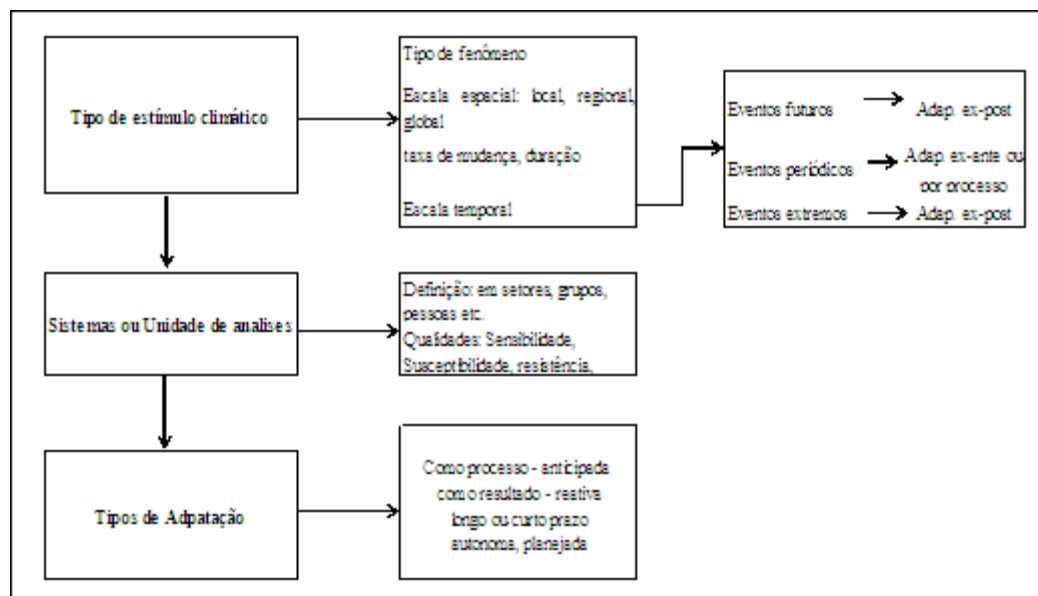 Tipo de estímulo climático
Tipo de fenômeno
Escala espacial: local, regional,
global
taxa de mudança, duração
Escala temporal
Eventos futuros
Adap. ex-post
Eventos periódicos
Adap. ex-ante ou
por processo
Eventos extremos
Adap. ex-post
Sistemas ou Unidade de analises
Definição: em setores, grupos,
pessoas etc.
Qualidades: Sensibilidade,
Susceptibilidade, resistência,
Tipos de Adpatação
Como processo - anticipada
como resultado - reativa
longo ou curto prazo
autonoma, planejada